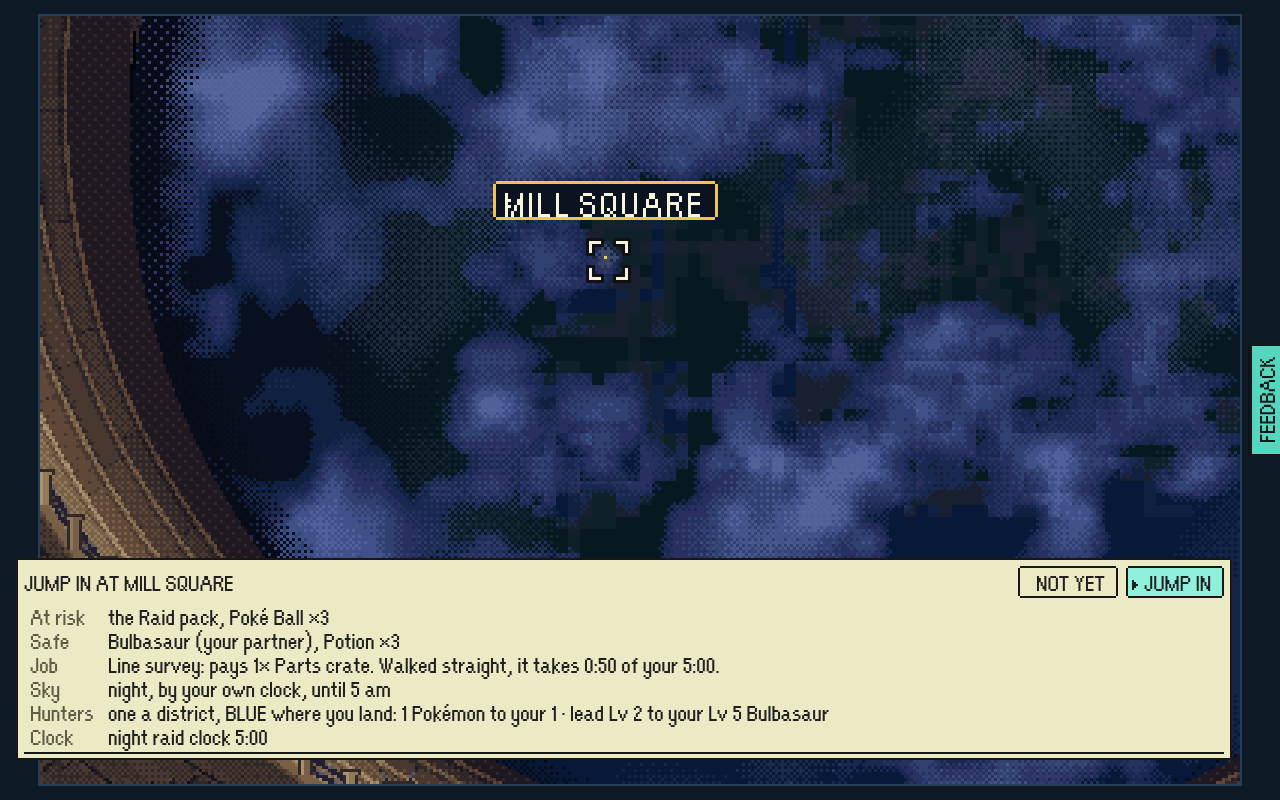 MILL SQUARE
FEEDBACK
JUMP IN AT MILL SQUARE
NOT YET
JUMP IN
At risk the Raid pack, Poké Ball ×3
Safe Bulbasaur (your partner), Potion ×3
Job Line survey: pays 1× Parts crate. Walked straight, it takes 0:50 of your 5:00.
Sky night, by your own clock, until 5 am
Hunters one a district, BLUE where you land: 1 Pokémon to your 1 · lead Lv 2 to your Lv 5 Bulbasaur
Clock night raid clock 5:00